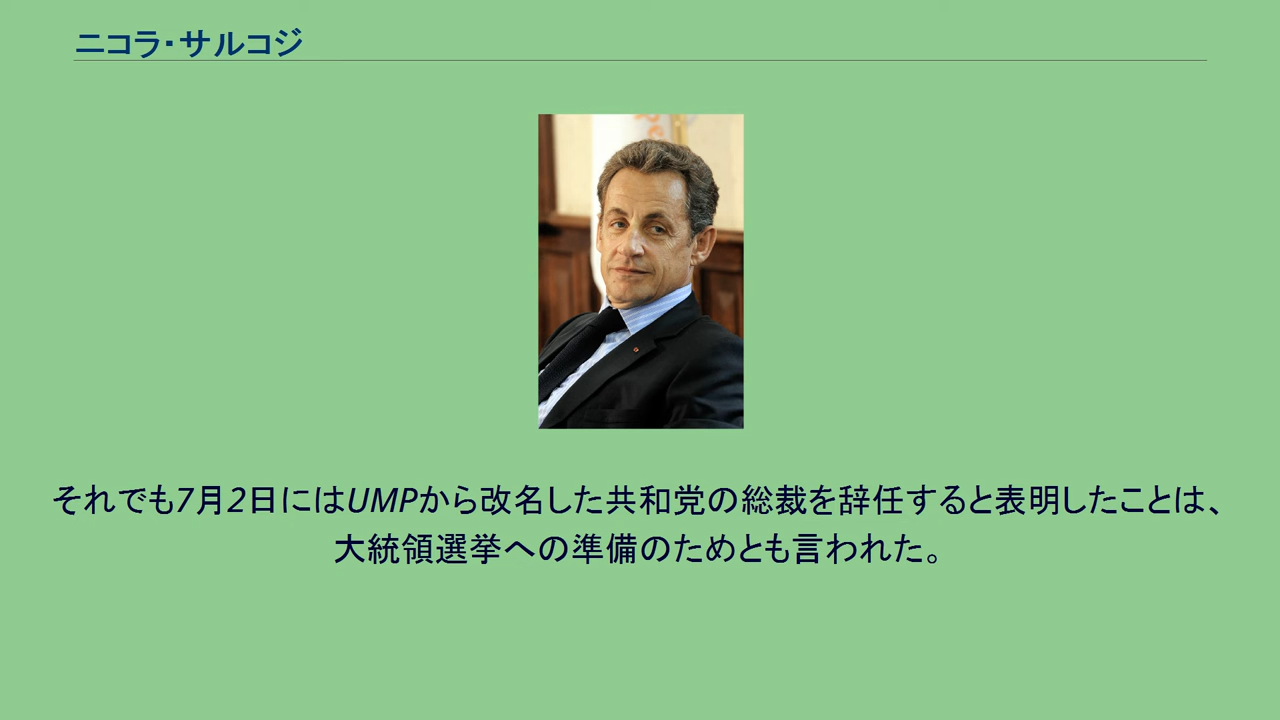 ニコラ・サルコジ
それでも7月2日にはUMPから改名した共和党の総裁を辞任すると表明したことは、
大統領選挙への準備のためとも言われた。